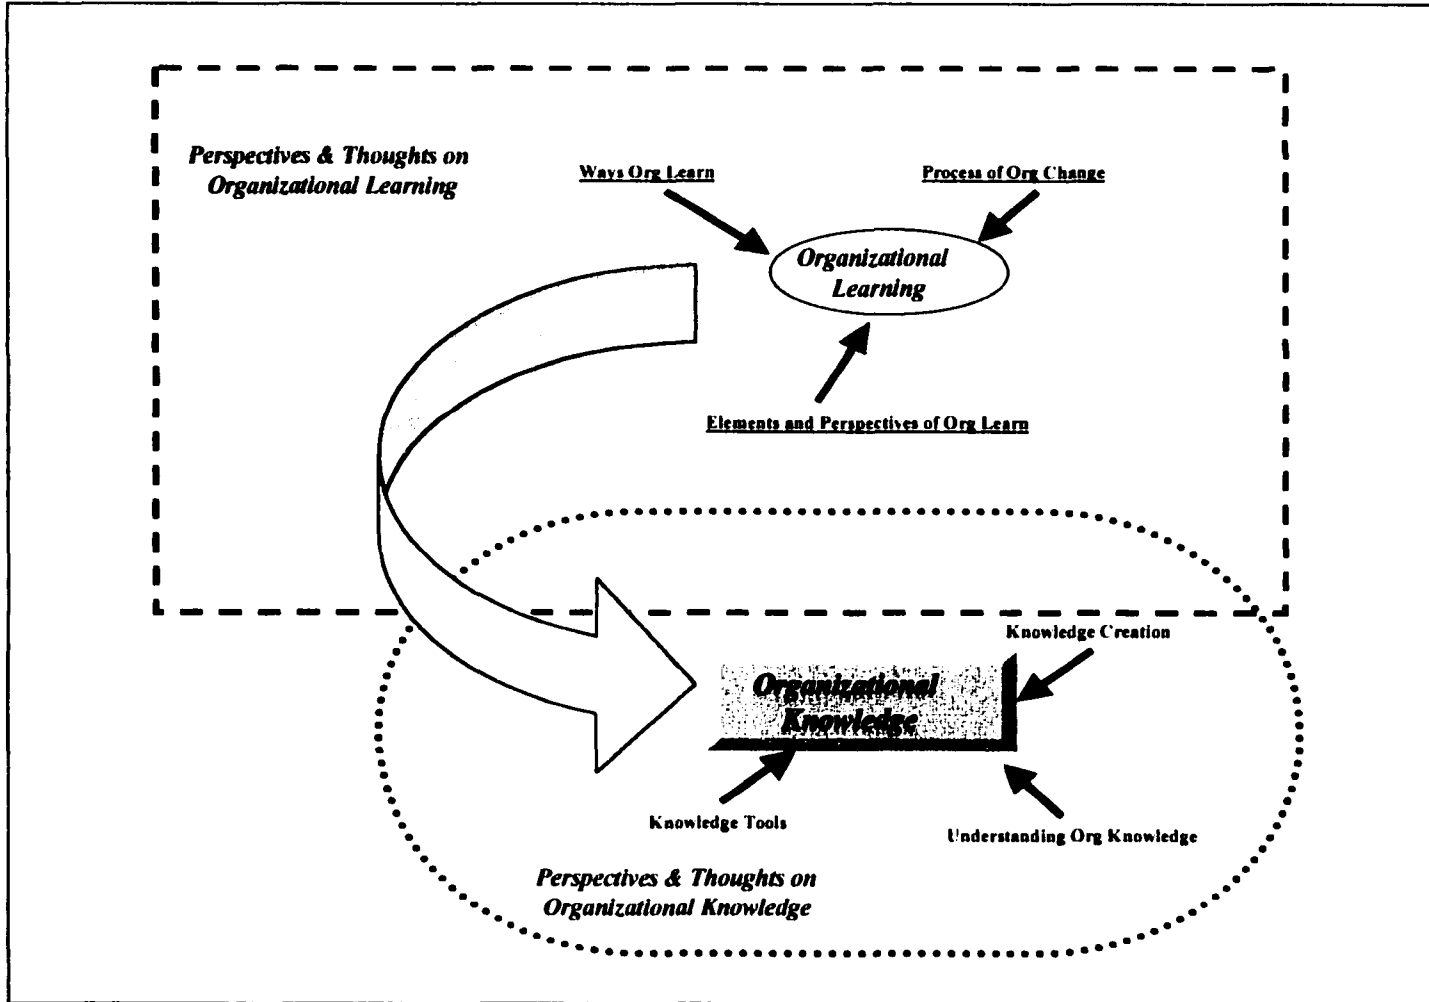 Perspectives & Thoughts on
Organizational Learning
Ways Org Learn
Process of Org Change
Organizational
Learning
Elements and Perspectives of Org Learn
Knowledge Creation
Organizational
Knowledge
Knowledge Tools
Understanding Org Knowledge
Perspectives & Thoughts on
Organizational Knowledge